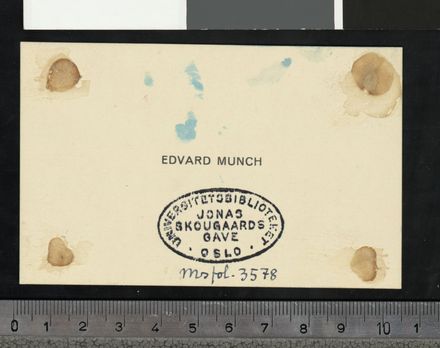 EDVARD MUNCH
UNIVERSITETSBIBLIOTEKET
JONAS
SKOUGAARDS
GAVE
OSLO
Ms fol. 3578
0 1 2 3 4 5 6 7 8 9 10 1